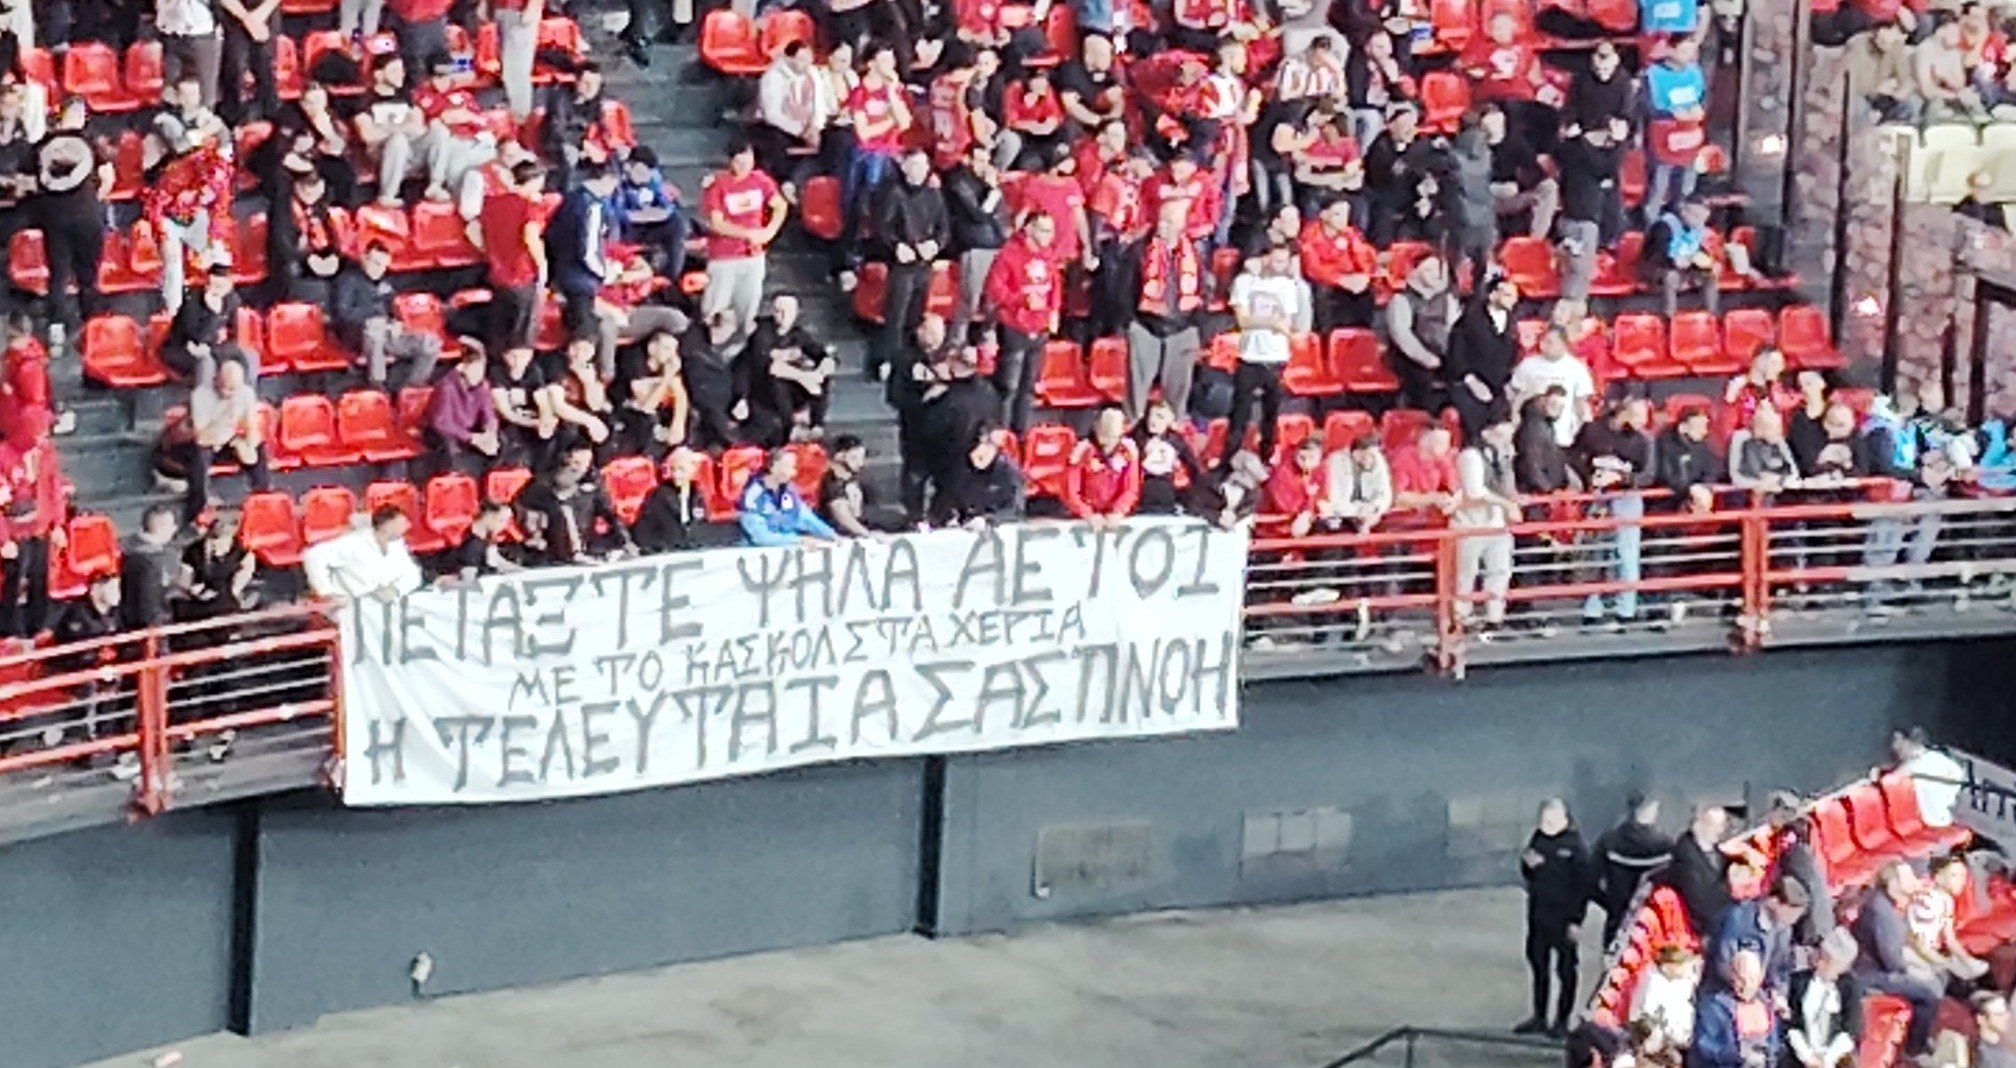 ΠΕΤΑΞΤΕ ΨΗΛΑ ΑΕΤΟΙ
ΜΕ ΤΟ ΚΑΣΚΟΛ ΣΤΑ ΧΕΡΙΑ
Η ΤΕΛΕΥΤΑΙΑ ΣΑΣ ΠΝΟΗ